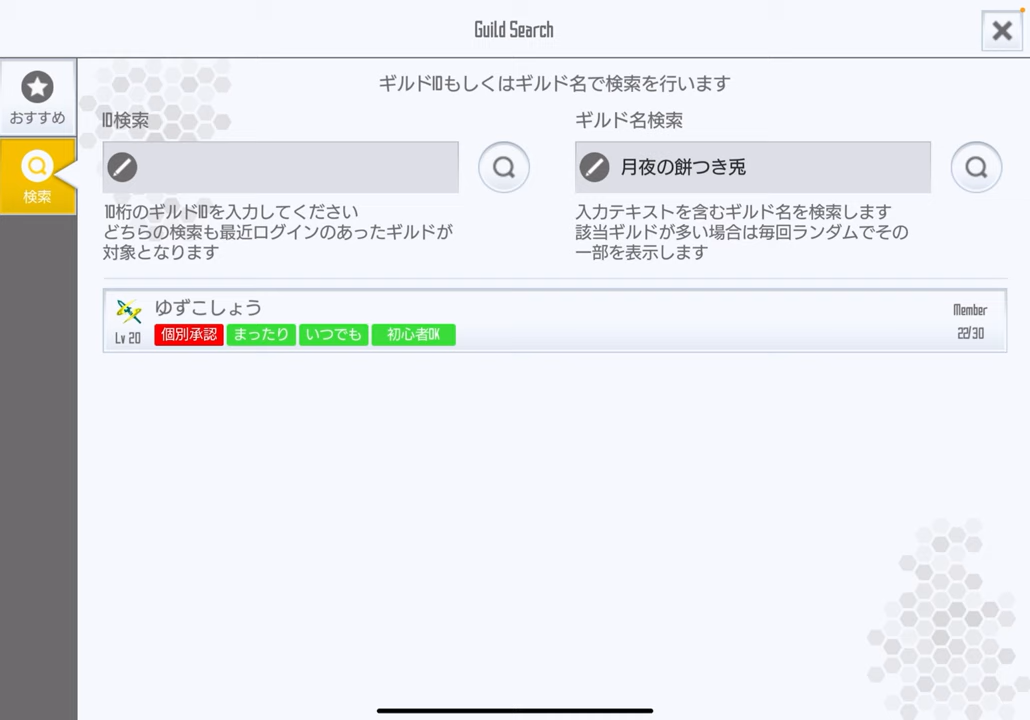 Guild Search
おすすめ
検索
ギルドIDもしくはギルド名で検索を行います
ID検索
10桁のギルドIDを入力してください
どちらの検索も最近ログインのあったギルドが
対象となります
ギルド名検索
月夜の餅つき兎
入力テキストを含むギルド名を検索します
該当ギルドが多い場合は毎回ランダムでその
一部を表示します
ゆずこしょう
Lv 20
個別承認 まったり いつでも 初心者OK
Member
22/30